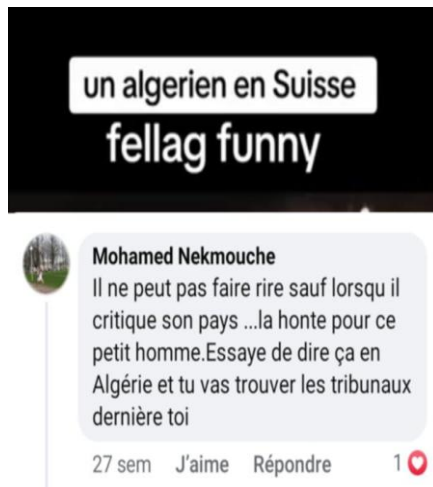 un algerien en Suisse
fellag funny
Mohamed Nekmouche
Il ne peut pas faire rire sauf lorsqu il
critique son pays ...la honte pour ce
petit homme.Essaye de dire ça en
Algérie et tu vas trouver les tribunaux
dernière toi
27 sem J'aime Répondre 1